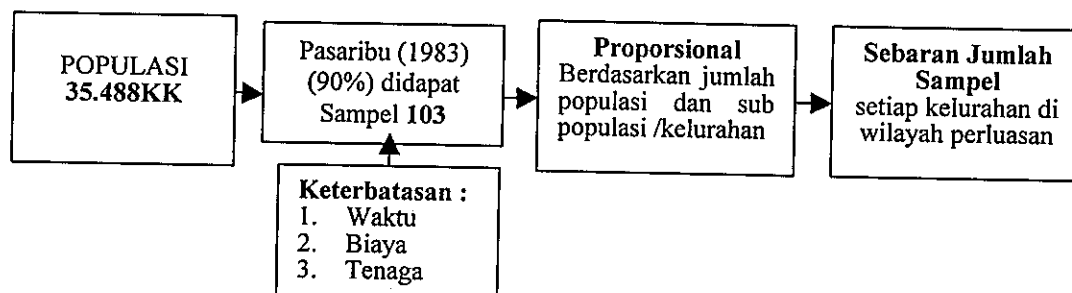 POPULASI
35.488KK
Pasaribu (1983)
(90%) didapat
Sampel 103
Proporsional
Berdasarkan jumlah
populasi dan sub
populasi /kelurahan
Sebaran Jumlah
Sampel
setiap kelurahan di
wilayah perluasan
Keterbatasan :
1. Waktu
2. Biaya
3. Tenaga